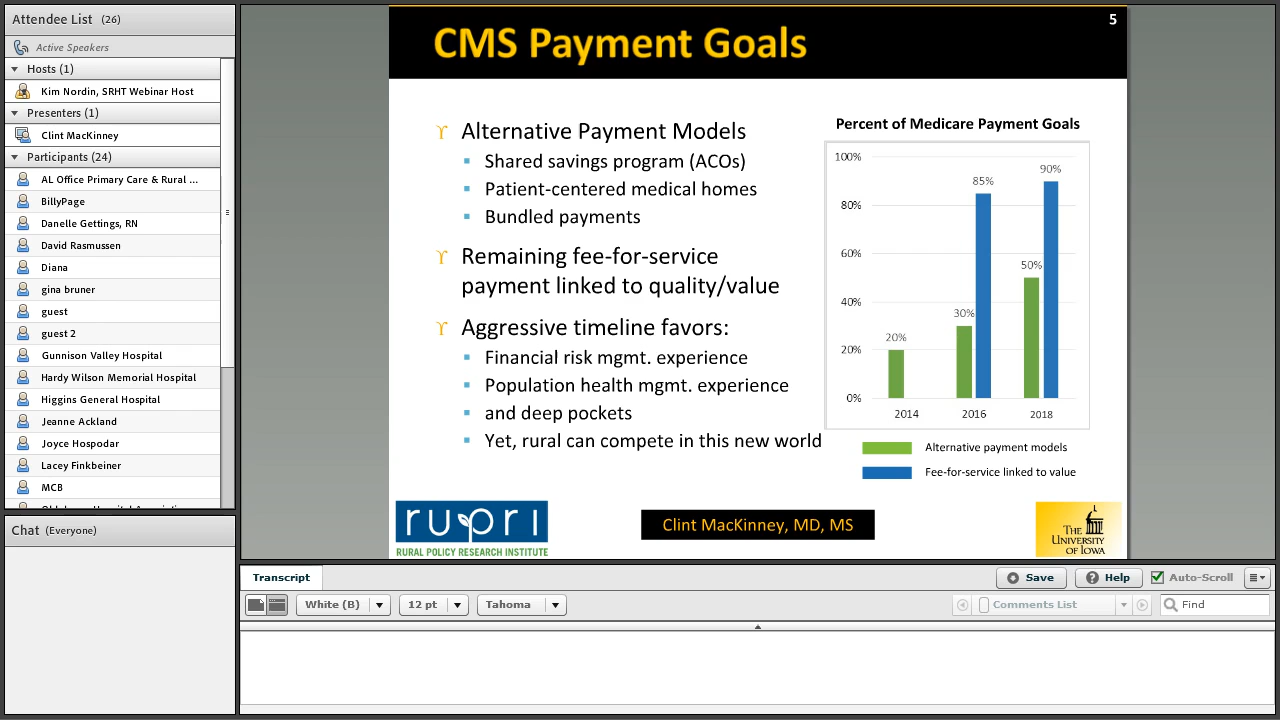 Attendee List (26)
Active Speakers
Hosts (1)
Kim Nordin, SRHT Webinar Host
Presenters (1)
Clint MacKinney
Participants (24)
AL Office Primary Care & Rural ...
BillyPage
Danelle Gettings, RN
David Rasmussen
Diana
gina bruner
guest
guest 2
Gunnison Valley Hospital
Hardy Wilson Memorial Hospital
Higgins General Hospital
Jeanne Ackland
Joyce Hospodar
Lacey Finkbeiner
MCB
Chat (Everyone)
5
CMS Payment Goals
Alternative Payment Models
Shared savings program (ACOs)
Patient-centered medical homes
Bundled payments
Remaining fee-for-service
payment linked to quality/value
Aggressive timeline favors:
Financial risk mgmt. experience
Population health mgmt. experience
and deep pockets
Yet, rural can compete in this new world
Percent of Medicare Payment Goals
100%
80%
60%
40%
20%
0%
20%
30%
85%
50%
90%
2014
2016
2018
Alternative payment models
Fee-for-service linked to value
rupri
RURAL POLICY RESEARCH INSTITUTE
Clint MacKinney, MD, MS
THE
UNIVERSITY
OF IOWA
Transcript
Save
Help
Auto-Scroll
White (B)
12 pt
Tahoma
Comments List
Find